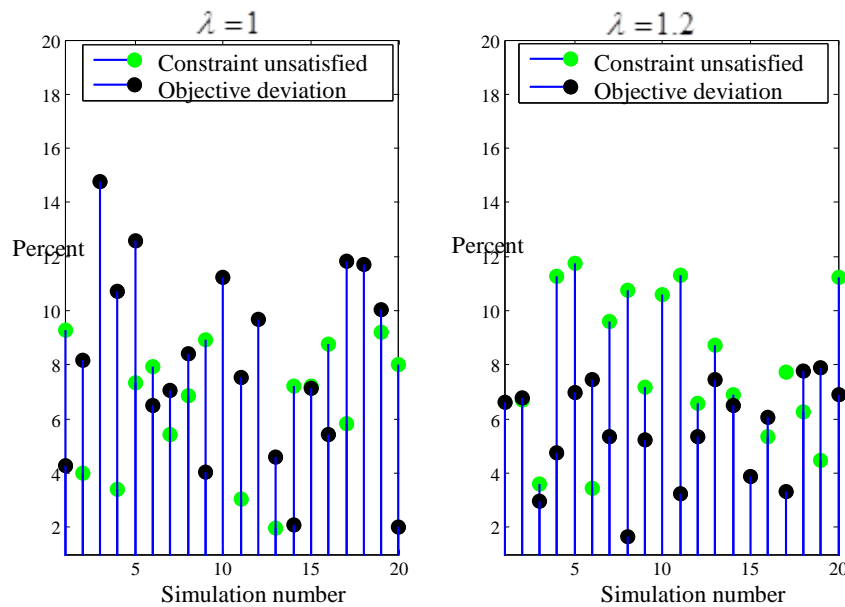 λ = 1
20
18
16
14
12
10
8
6
4
2
Percent
Constraint unsatisfied
Objective deviation
5
10
15
20
Simulation number
λ = 1.2
20
18
16
14
12
10
8
6
4
2
Percent
Constraint unsatisfied
Objective deviation
5
10
15
20
Simulation number